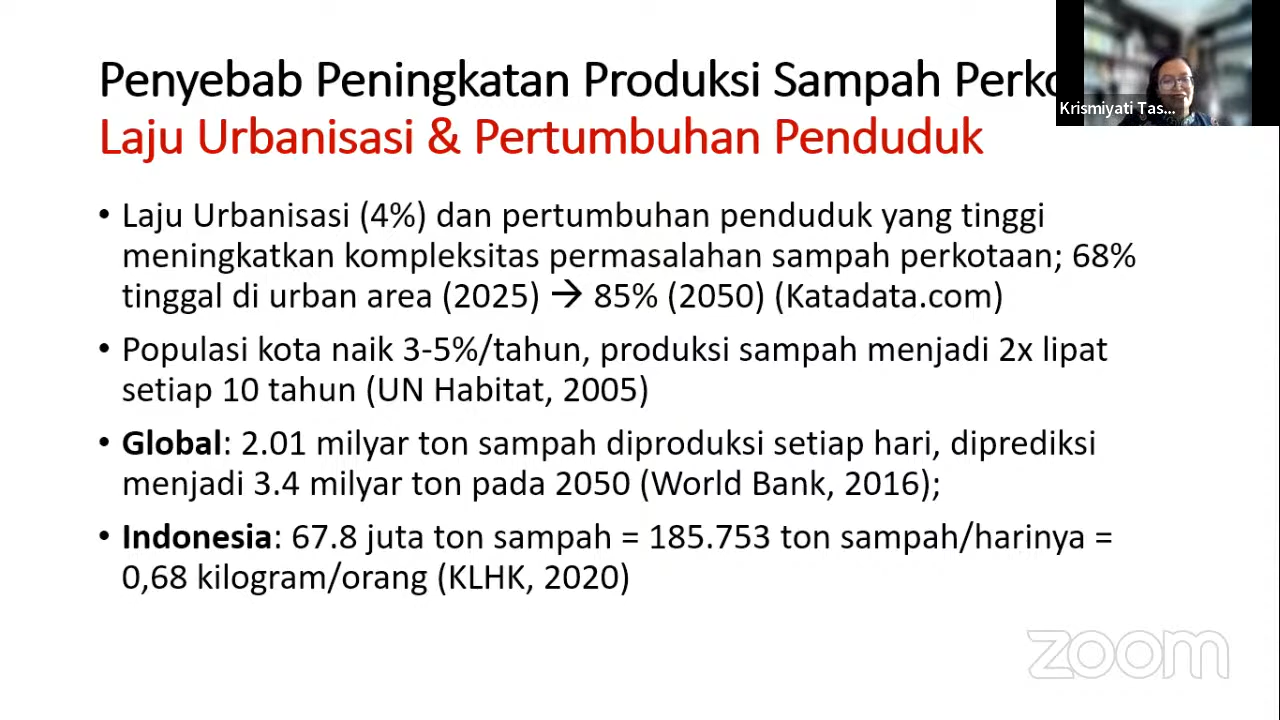 Penyebab Peningkatan Produksi Sampah
Laju Urbanisasi & Pertumbuhan Penduduk
• Laju Urbanisasi (4%) dan pertumbuhan penduduk yang tinggi
meningkatkan kompleksitas permasalahan sampah perkotaan; 68%
tinggal di urban area (2025) → 85% (2050) (Katadata.com)
• Populasi kota naik 3-5%/tahun, produksi sampah menjadi 2x lipat
setiap 10 tahun (UN Habitat, 2005)
• Global: 2.01 milyar ton sampah diproduksi setiap hari, diprediksi
menjadi 3.4 milyar ton pada 2050 (World Bank, 2016);
• Indonesia: 67.8 juta ton sampah = 185.753 ton sampah/harinya =
0,68 kilogram/orang (KLHK, 2020)
Krismiyati Tas...
zoom